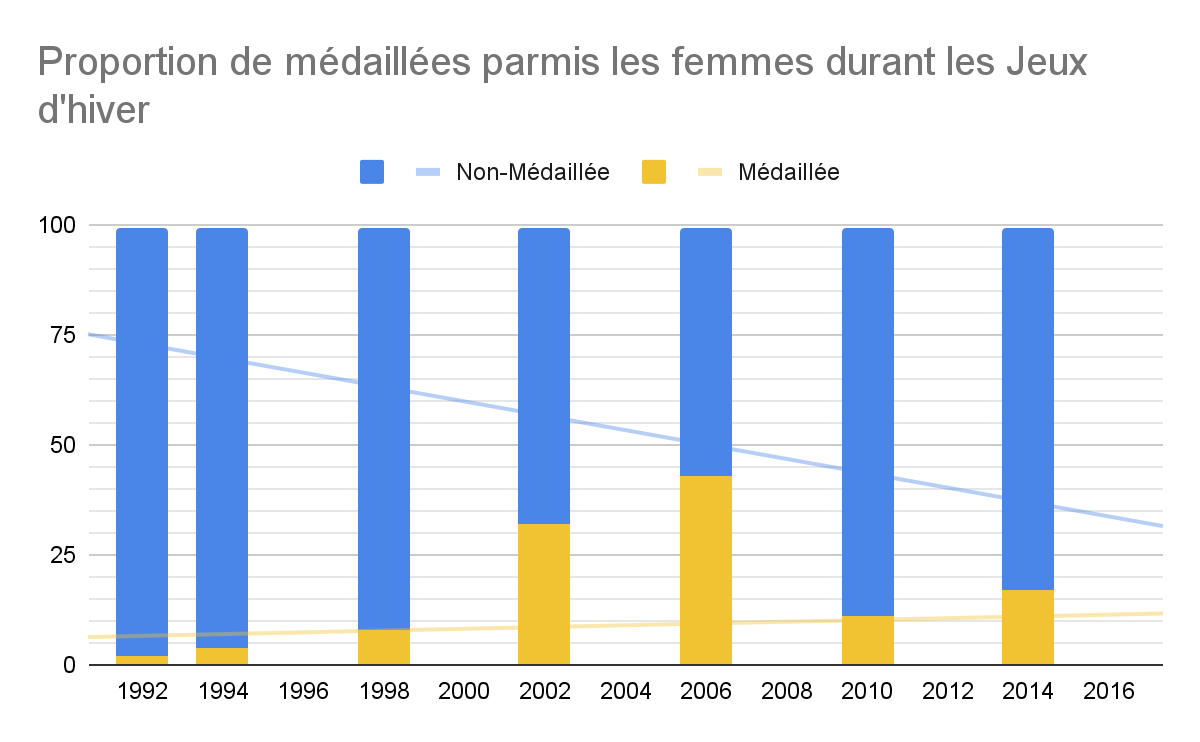 Proportion de médaillées parmis les femmes durant les Jeux
d'hiver
Non-Médaillée Médaillée
100
75
50
25
0
1992 1994 1996 1998 2000 2002 2004 2006 2008 2010 2012 2014 2016